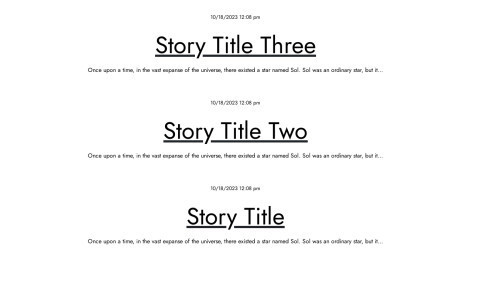 10/18/2023 12:08 pm
Story Title Three
Once upon a time, in the vast expanse of the universe, there existed a star named Sol. Sol was an ordinary star, but it...
10/18/2023 12:08 pm
Story Title Two
Once upon a time, in the vast expanse of the universe, there existed a star named Sol. Sol was an ordinary star, but it...
10/18/2023 12:08 pm
Story Title
Once upon a time, in the vast expanse of the universe, there existed a star named Sol. Sol was an ordinary star, but it...